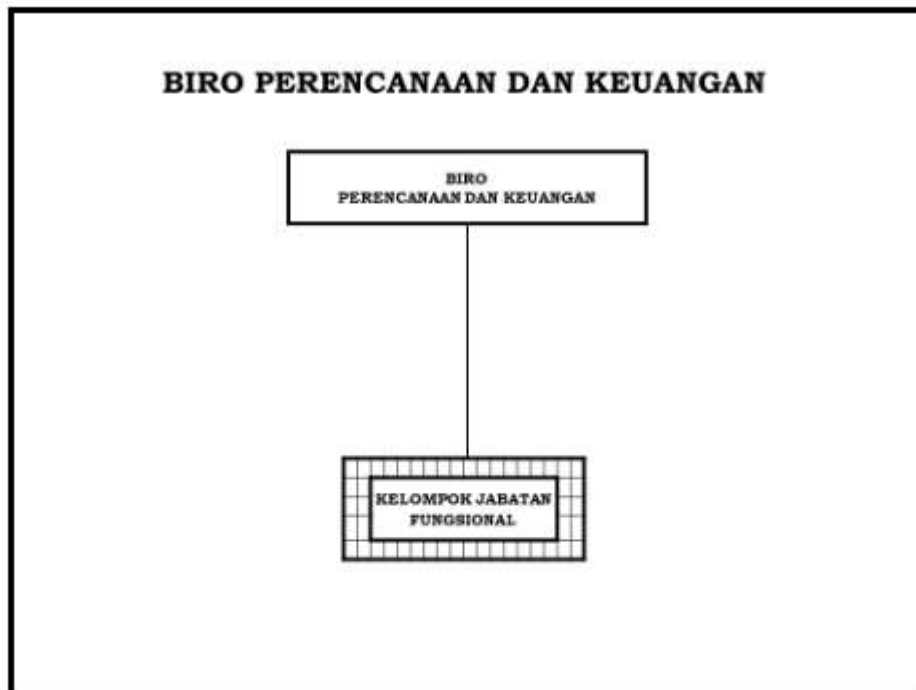 BIRO PERENCANAAN DAN KEUANGAN
BIRO
PERENCANAAN DAN KEUANGAN
KELOMPOK JABATAN
FUNGSIONAL